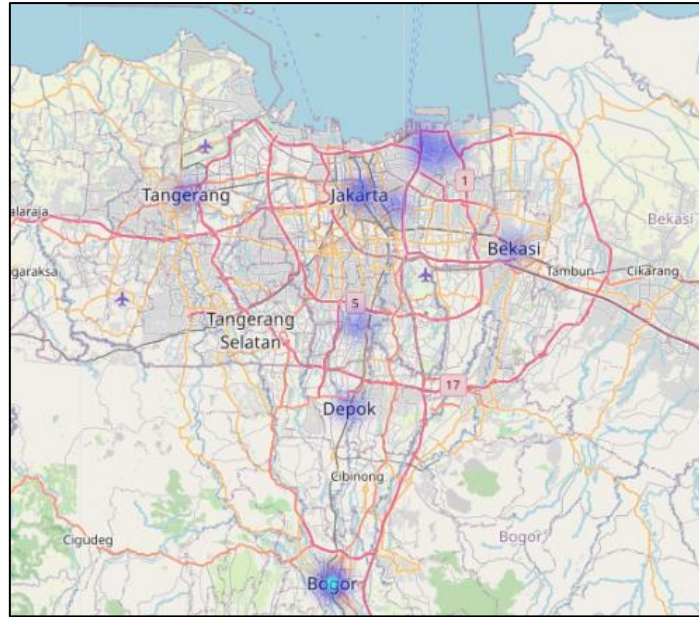 Tangerang
Jakarta
1
alaraja
Bekasi
Bekasi
garaksa
Tambun
Cikarang
5
Tangerang
Selatan
17
Depok
Cibinong
Cigudeg
Bogor
Bogor